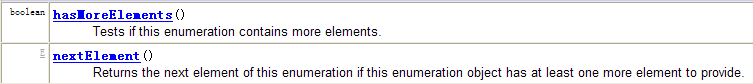 boolean hasMoreElements()
Tests if this enumeration contains more elements.
E nextElement()
Returns the next element of this enumeration if this enumeration object has at least one more element to provide.